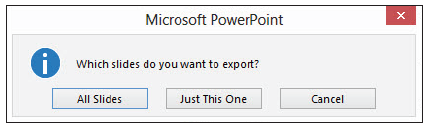 Microsoft PowerPoint
Which slides do you want to export?
All Slides Just This One Cancel